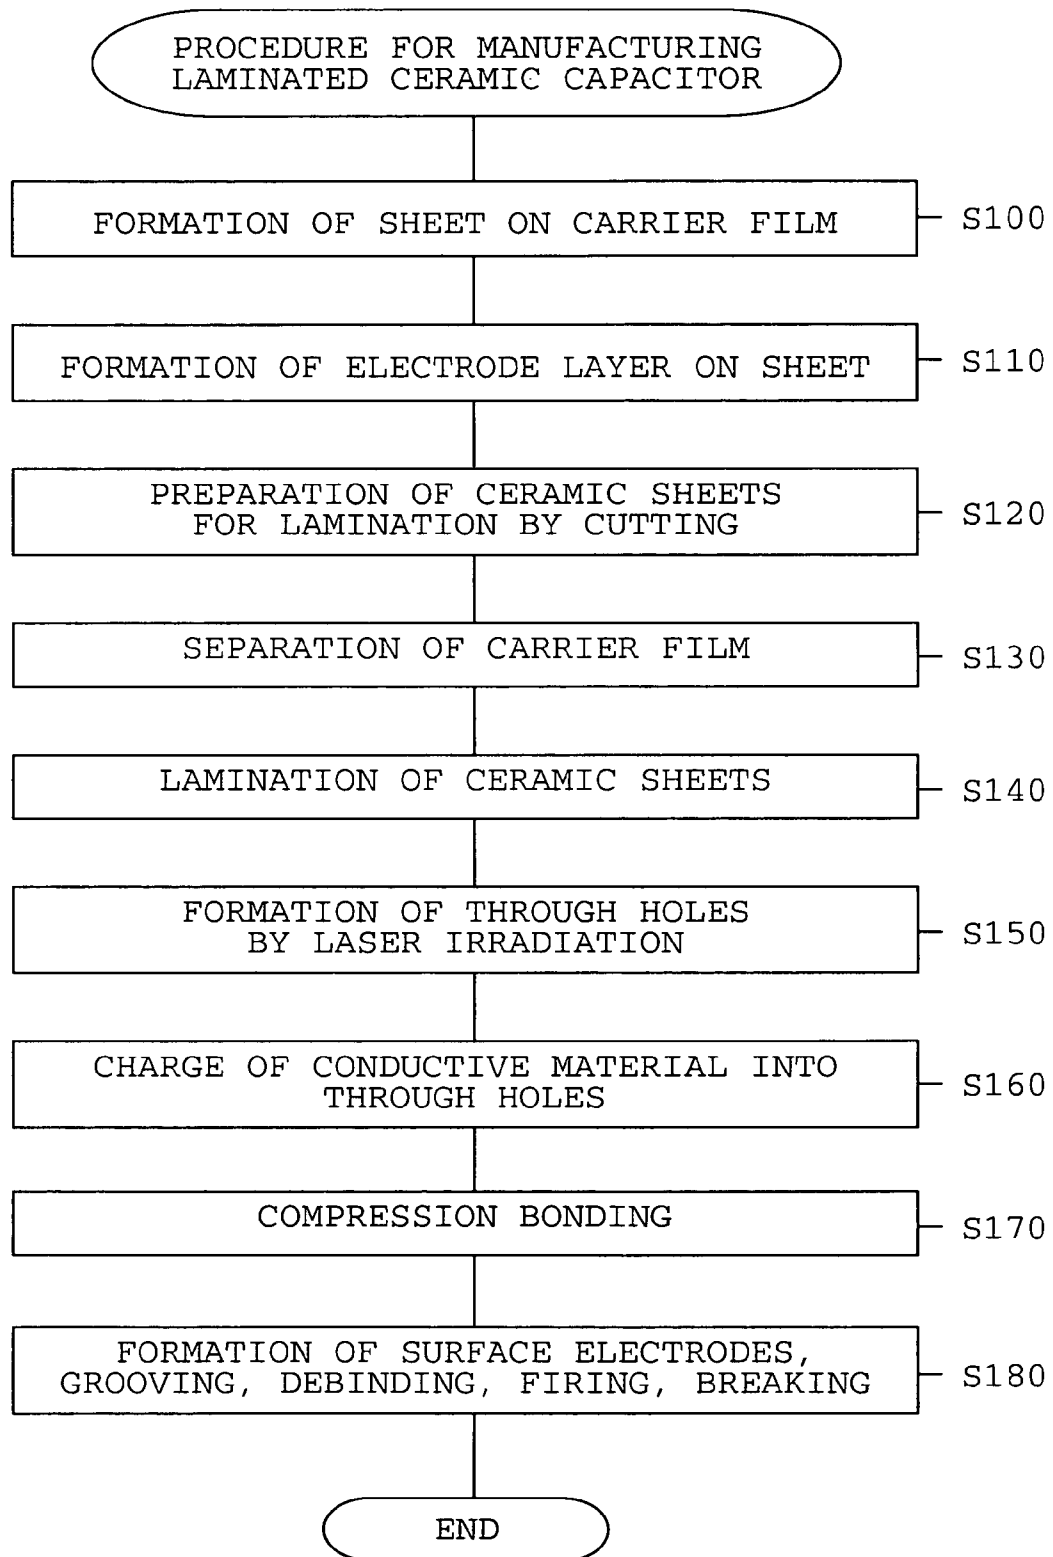 PROCEDURE FOR MANUFACTURING
LAMINATED CERAMIC CAPACITOR
FORMATION OF SHEET ON CARRIER FILM
S100
FORMATION OF ELECTRODE LAYER ON SHEET
S110
PREPARATION OF CERAMIC SHEETS
FOR LAMINATION BY CUTTING
S120
SEPARATION OF CARRIER FILM
S130
LAMINATION OF CERAMIC SHEETS
S140
FORMATION OF THROUGH HOLES
BY LASER IRRADIATION
S150
CHARGE OF CONDUCTIVE MATERIAL INTO
THROUGH HOLES
S160
COMPRESSION BONDING
S170
FORMATION OF SURFACE ELECTRODES,
GROOVING, DEBINDING, FIRING, BREAKING
S180
END